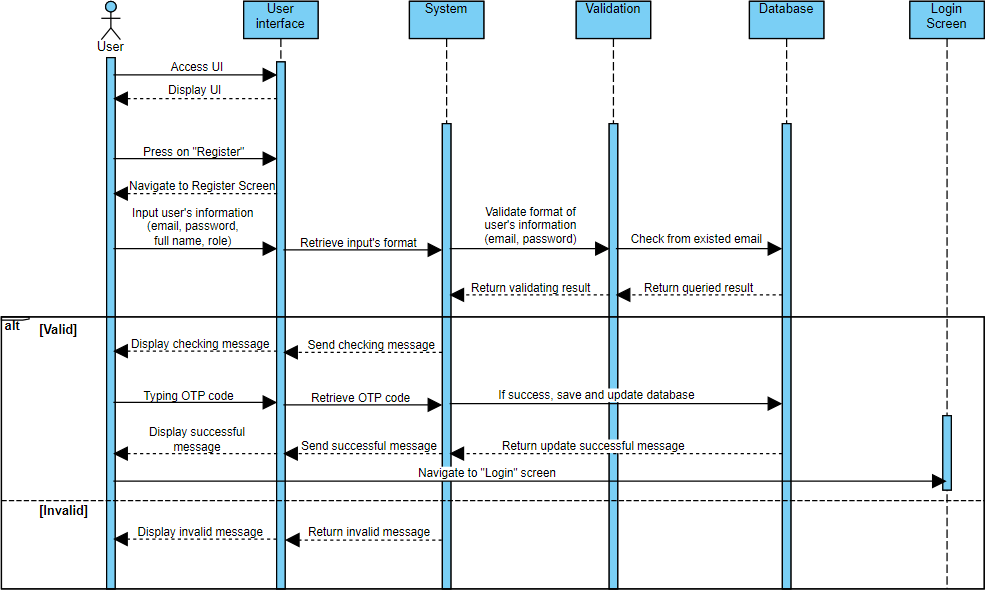 User
interface
System
Validation
Database
Login
Screen
User
Access UI
Display UI
Press on "Register"
Navigate to Register Screen
Input user's information
(email, password,
full name, role)
Retrieve input's format
Validate format of
user's information
(email, password)
Check from existed email
Return validating result
Return queried result
alt
[Valid]
Display checking message
Send checking message
Typing OTP code
Retrieve OTP code
If success, save and update database
Display successful
message
Send successful message
Return update successful message
Navigate to "Login" screen
[Invalid]
Display invalid message
Return invalid message